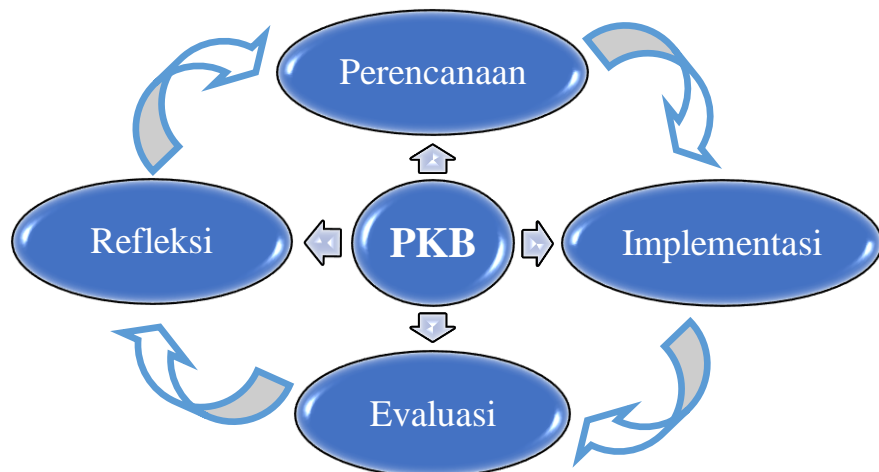 Perencanaan
Refleksi
PKB
Implementasi
Evaluasi